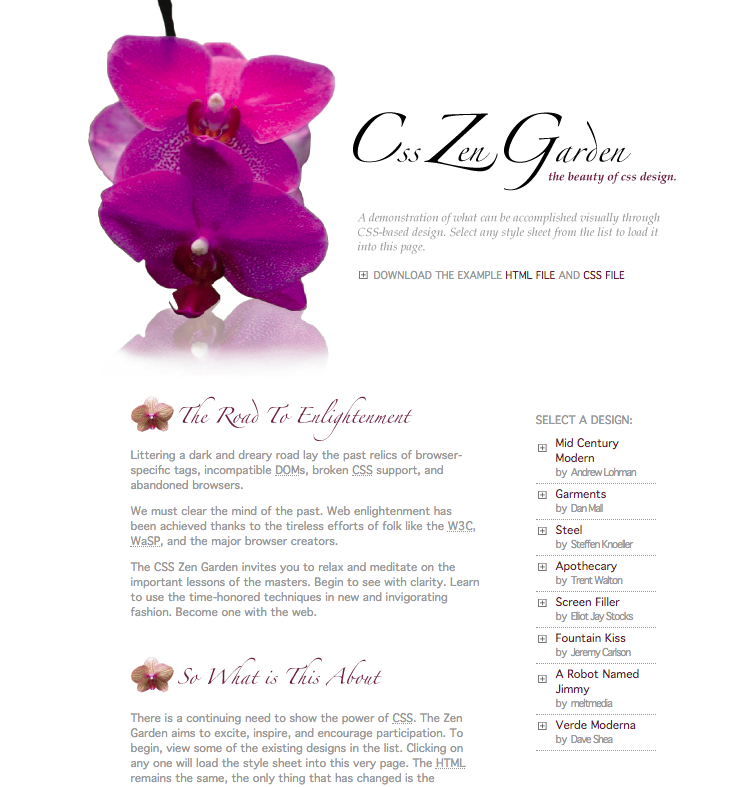 Css Zen Garden
the beauty of css design.
A demonstration of what can be accomplished visually through
CSS-based design. Select any style sheet from the list to load it
into this page.
DOWNLOAD THE EXAMPLE HTML FILE AND CSS FILE
The Road To Enlightenment
Littering a dark and dreary road lay the past relics of browser-
specific tags, incompatible DOMs, broken CSS support, and
abandoned browsers.
We must clear the mind of the past. Web enlightenment has
been achieved thanks to the tireless efforts of folk like the W3C,
WaSP, and the major browser creators.
The CSS Zen Garden invites you to relax and meditate on the
important lessons of the masters. Begin to see with clarity. Learn
to use the time-honored techniques in new and invigorating
fashion. Become one with the web.
So What is This About
There is a continuing need to show the power of CSS. The Zen
Garden aims to excite, inspire, and encourage participation. To
begin, view some of the existing designs in the list. Clicking on
any one will load the style sheet into this very page. The HTML
remains the same, the only thing that has changed is the
SELECT A DESIGN:
Mid Century
Modern
by Andrew Lohman
Garments
by Dan Mall
Steel
by Steffen Knoeller
Apothecary
by Trent Walton
Screen Filler
by Elliot Jay Stocks
Fountain Kiss
by Jeremy Carlson
A Robot Named
Jimmy
by meltmedia
Verde Moderna
by Dave Shea